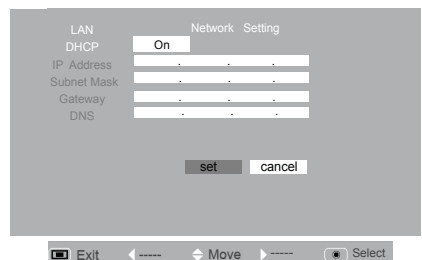 LAN Network Setting
DHCP On
IP Address . . .
Subnet Mask . . .
Gateway . . .
DNS . . .
set cancel
Exit ----- Move ----- Select